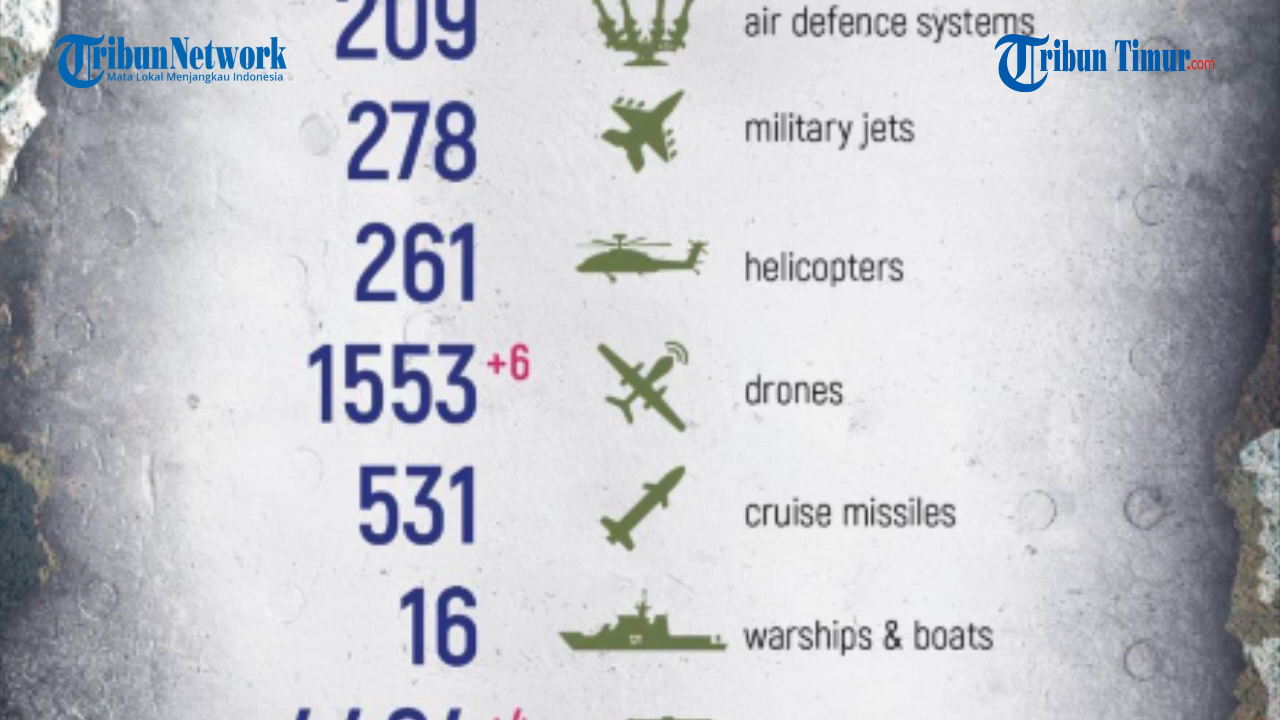 209
air defence systems
TribunNetwork
Mata Lokal Menjangkau Indonesia
Tribun Timur.com
278
military jets
261
helicopters
1553 +6
drones
531
cruise missiles
16
warships & boats